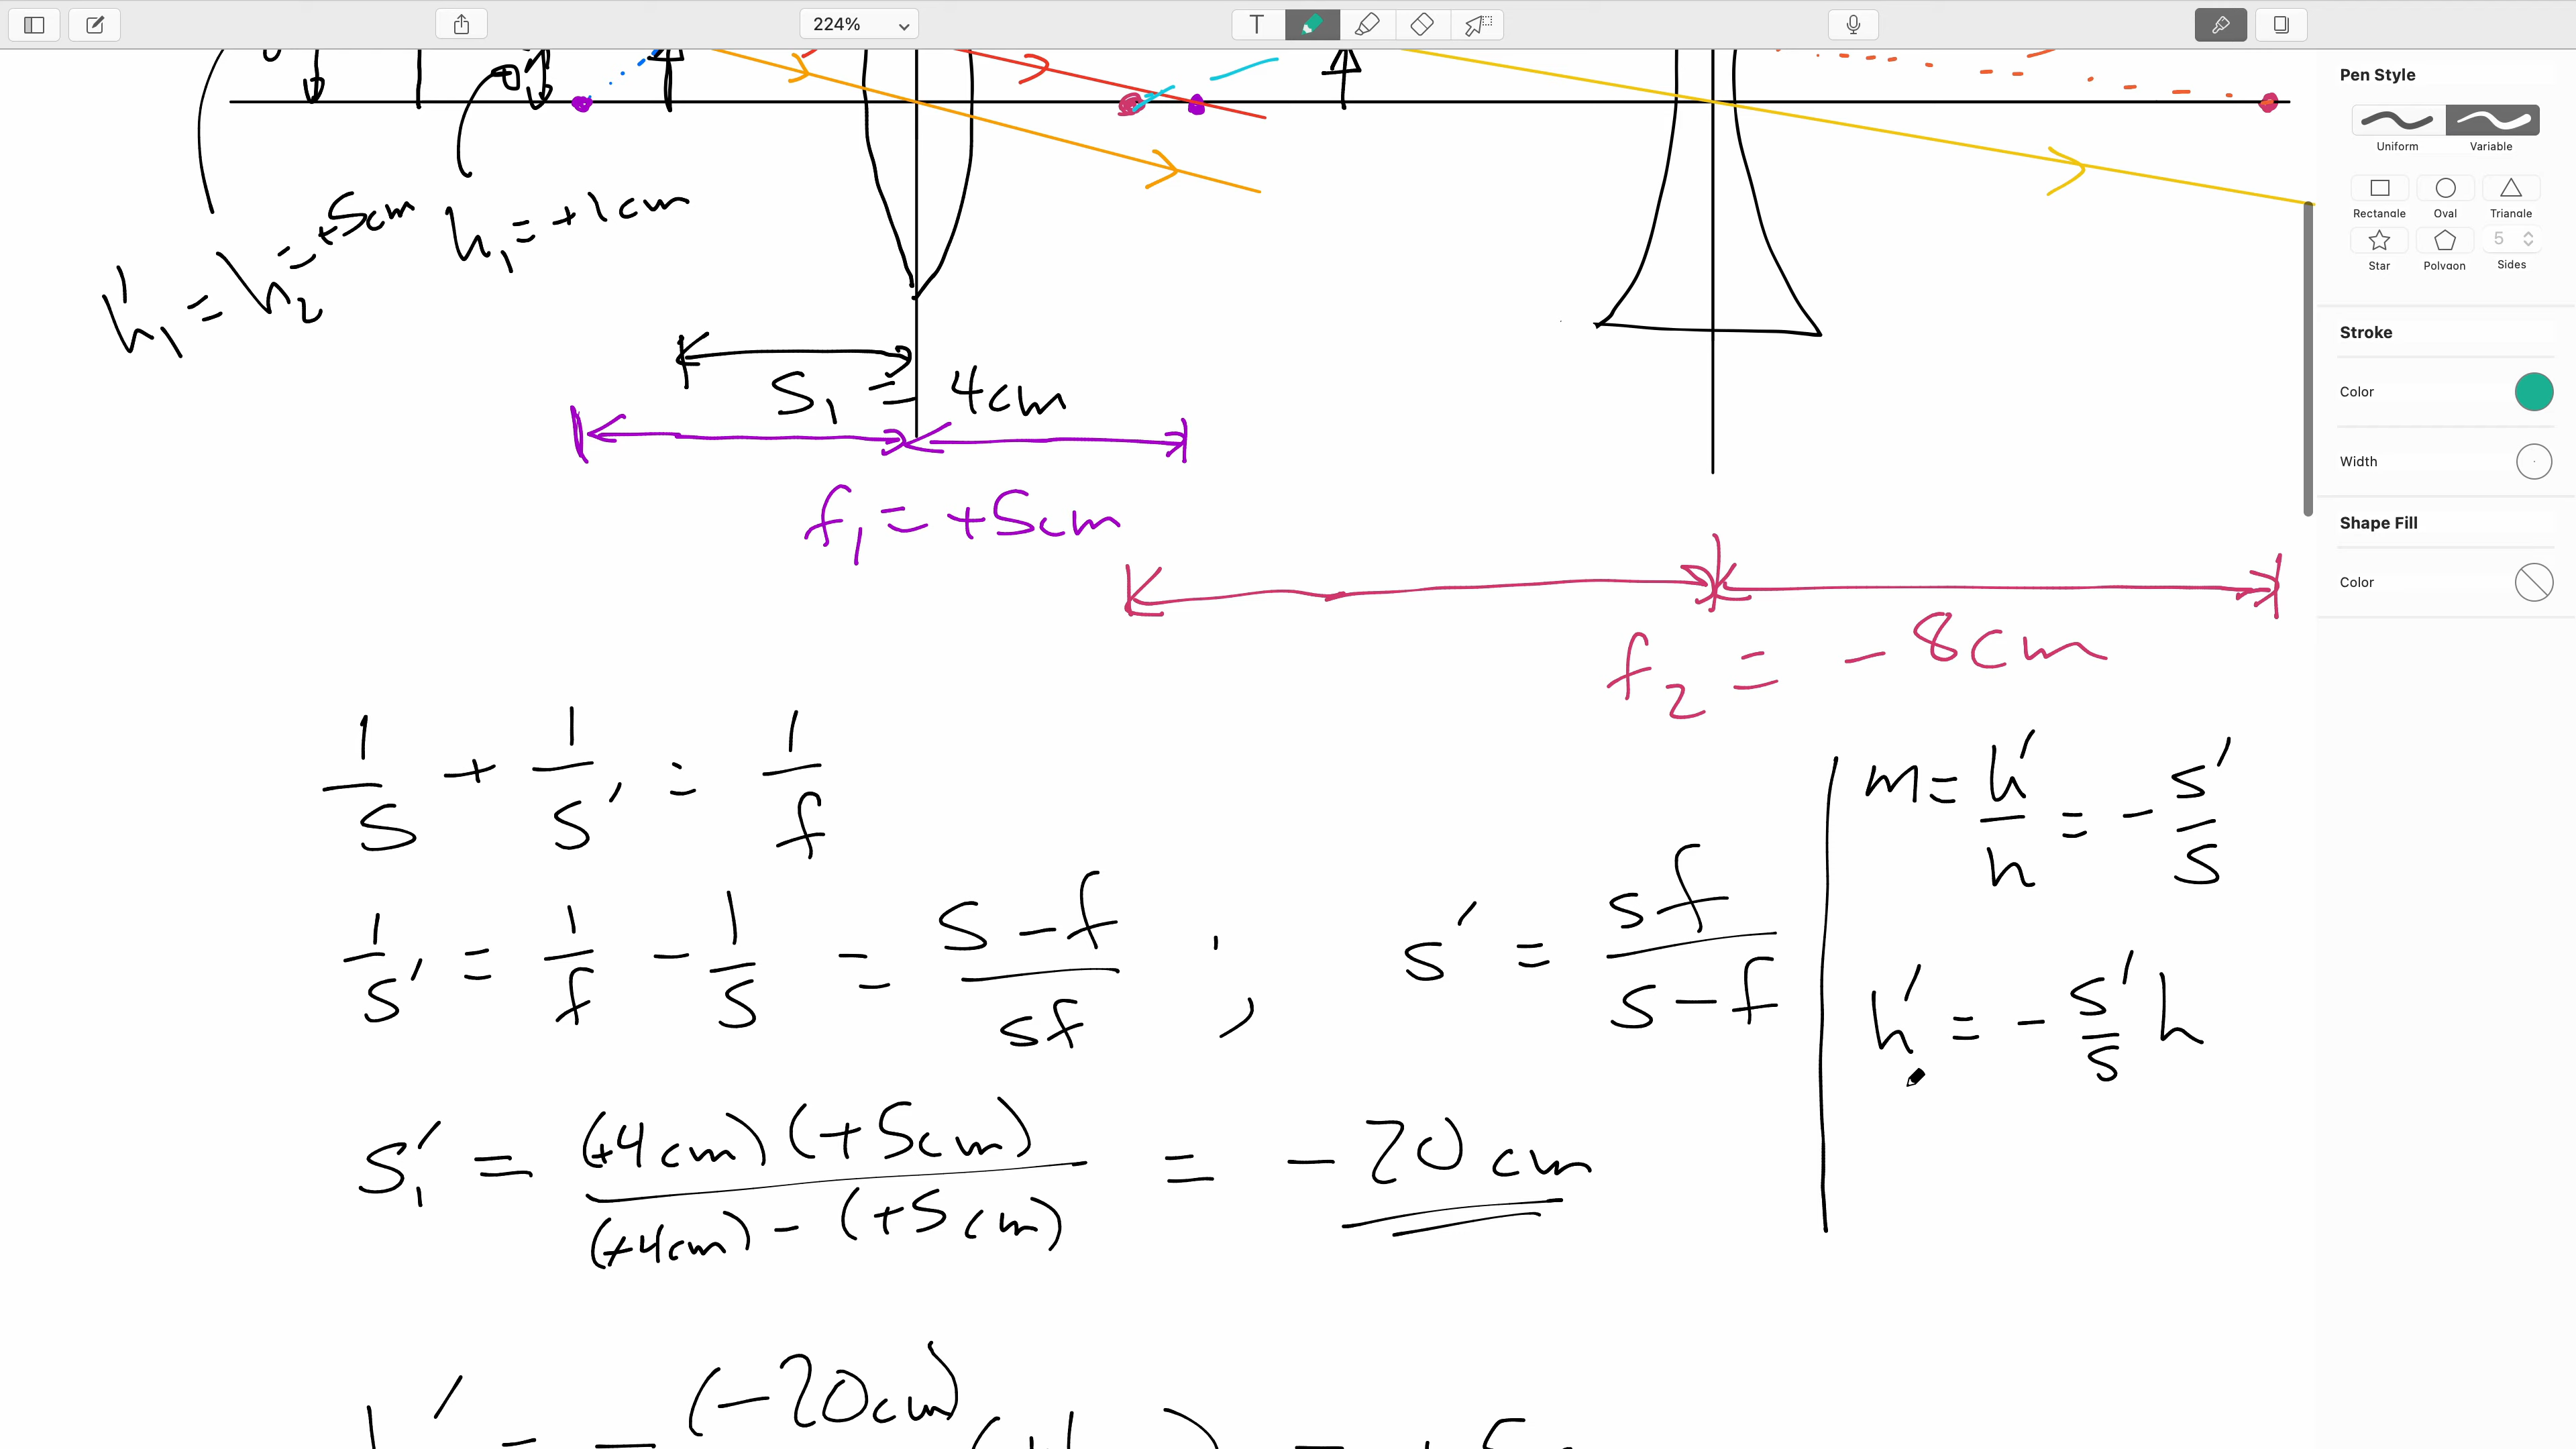 224%
T
Pen Style
Uniform Variable
Rectangle Oval Triangle
5
Star Polygon Sides
Stroke
Color
Width
Shape Fill
Color
h₁' = h₂ = +5cm
h₁ = +1cm
S₁ = 4cm
f₁ = +5cm
f₂ = -8cm
1/s + 1/s' = 1/f
m = h'/h = - s'/s
1/s' = 1/f - 1/s = s-f/sf , s' = sf/s-f
h' = - s'/s h
s₁' = (+4cm)(+5cm)/(+4cm) - (+5cm) = -20cm
(-20cm)